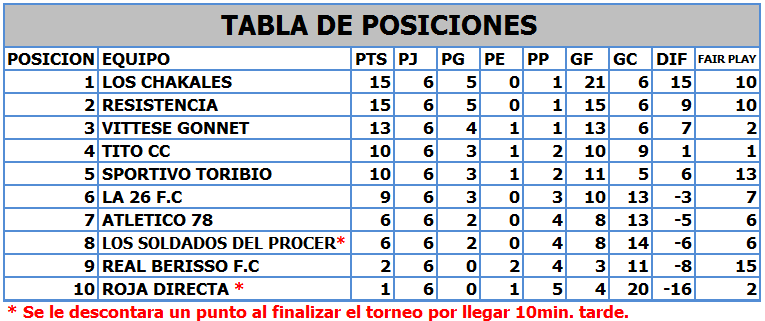 TABLA DE POSICIONES
POSICION EQUIPO PTS PJ PG PE PP GF GC DIF FAIR PLAY
1 LOS CHAKALES 15 6 5 0 1 21 6 15 10
2 RESISTENCIA 15 6 5 0 1 15 6 9 10
3 VITTESE GONNET 13 6 4 1 1 13 6 7 2
4 TITO CC 10 6 3 1 2 10 9 1 1
5 SPORTIVO TORIBIO 10 6 3 1 2 11 5 6 13
6 LA 26 F.C 9 6 3 0 3 10 13 -3 7
7 ATLETICO 78 6 6 2 0 4 8 13 -5 6
8 LOS SOLDADOS DEL PROCER* 6 6 2 0 4 8 14 -6 6
9 REAL BERISSO F.C 2 6 0 2 4 3 11 -8 15
10 ROJA DIRECTA * 1 6 0 1 5 4 20 -16 2
* Se le descontara un punto al finalizar el torneo por llegar 10min. tarde.